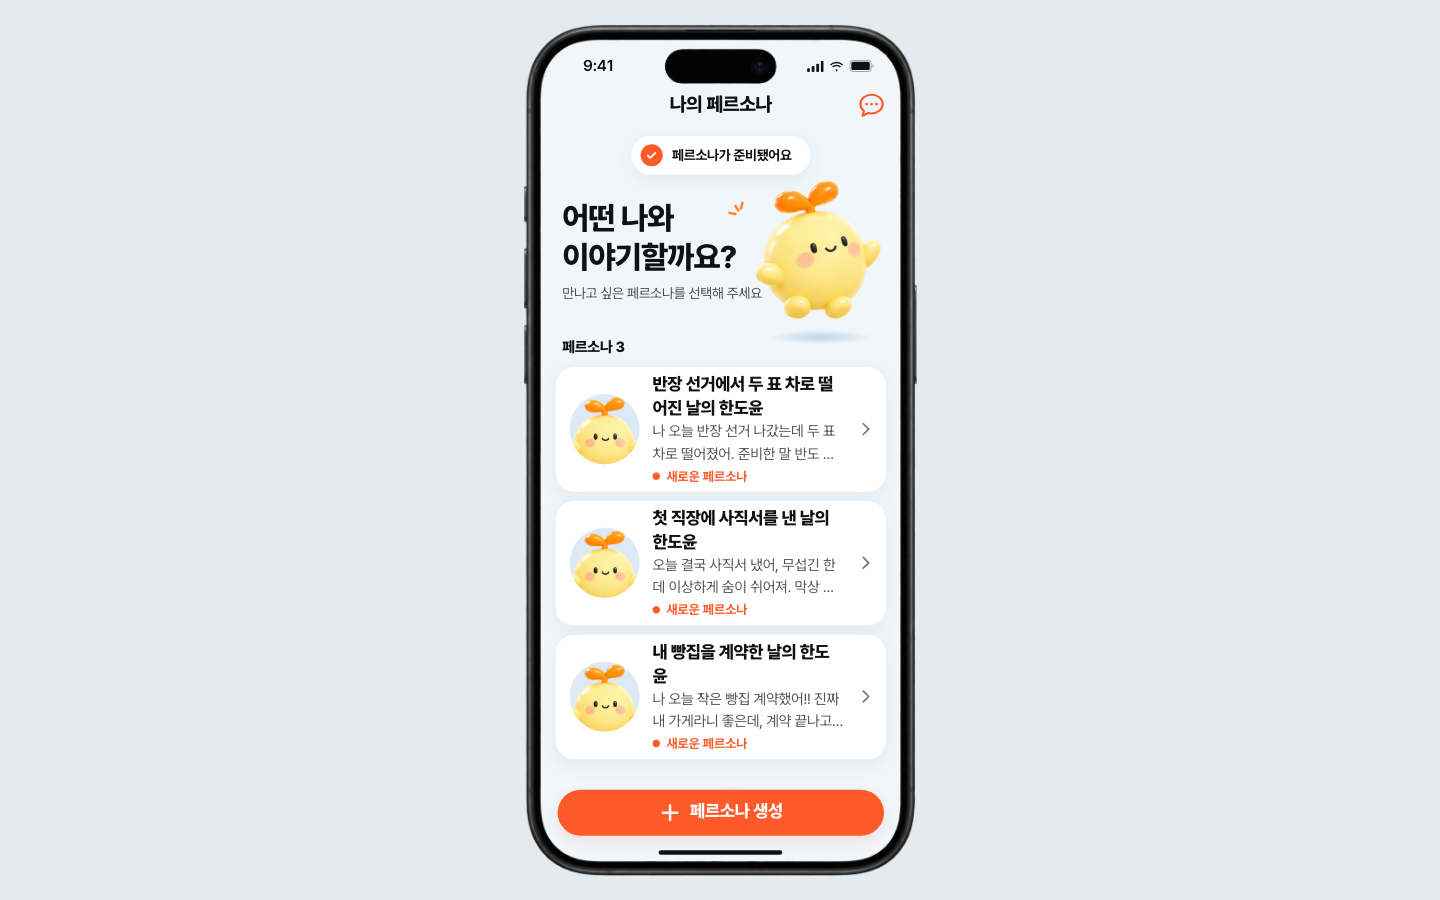 9:41
나의 페르소나
페르소나가 준비됐어요
어떤 나와
이야기할까요?
만나고 싶은 페르소나를 선택해 주세요
페르소나 3
반장 선거에서 두 표 차로 떨
어진 날의 한도윤
나 오늘 반장 선거 나갔는데 두 표
차로 떨어졌어. 준비한 말 반도 ...
새로운 페르소나
첫 직장에 사직서를 낸 날의
한도윤
오늘 결국 사직서 냈어, 무섭긴 한
데 이상하게 숨이 쉬어져. 막상 ...
새로운 페르소나
내 빵집을 계약한 날의 한도
윤
나 오늘 작은 빵집 계약했어!! 진짜
내 가게라니 좋은데, 계약 끝나고...
새로운 페르소나
페르소나 생성